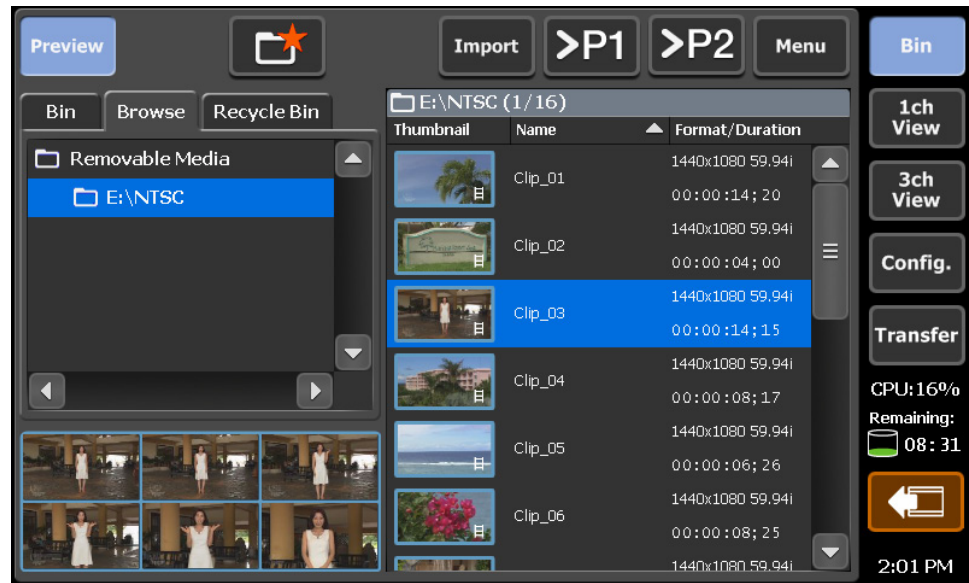 Preview
Import
>P1
>P2
Menu
Bin
Bin
Browse
Recycle Bin
Removable Media
E:\NTSC
E:\NTSC (1/16)
Thumbnail Name Format/Duration
Clip_01
1440x1080 59.94i
00:00:14;20
Clip_02
1440x1080 59.94i
00:00:04;00
Clip_03
1440x1080 59.94i
00:00:14;15
Clip_04
1440x1080 59.94i
00:00:08;17
Clip_05
1440x1080 59.94i
00:00:06;26
Clip_06
1440x1080 59.94i
00:00:08;25
1440x1080 59.94i
1ch
View
3ch
View
Config.
Transfer
CPU:16%
Remaining:
08:31
2:01 PM